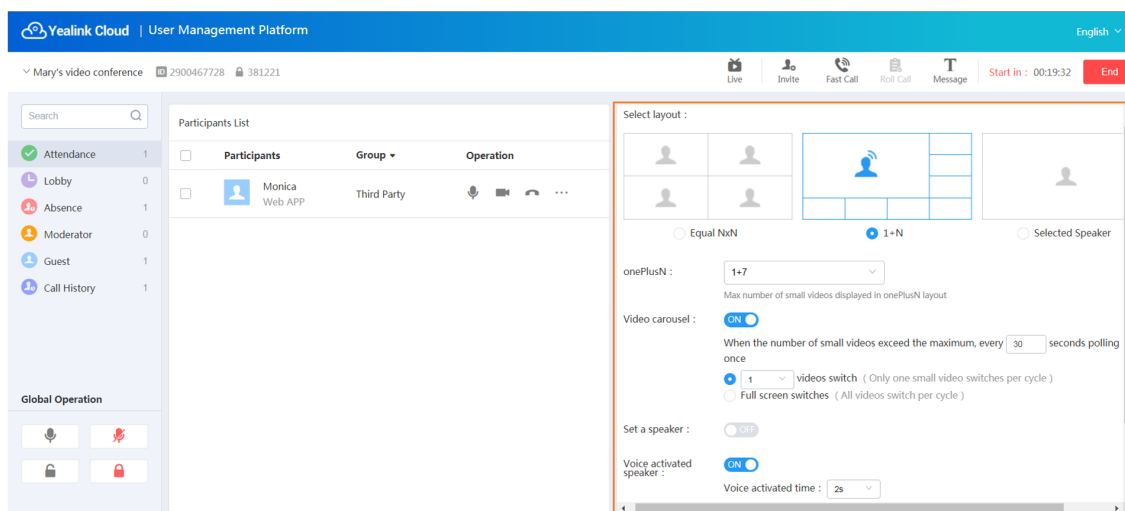 Yealink Cloud | User Management Platform
English
Mary's video conference ID 2900467728 381221
Live
Invite
Fast Call
Roll Call
T
Message
Start in : 00:19:32
End
Search
Attendance 1
Lobby 0
Absence 1
Moderator 0
Guest 1
Call History 1
Global Operation
Participants List
Participants Group Operation
Monica
Web APP
Third Party
Select layout :
Equal NxN
1+N
Selected Speaker
onePlusN : 1+7
Max number of small videos displayed in onePlusN layout
Video carousel : ON
When the number of small videos exceed the maximum, every 30 seconds polling
once
1 videos switch ( Only one small video switches per cycle )
Full screen switches ( All videos switch per cycle )
Set a speaker : OFF
Voice activated
speaker :
ON
Voice activated time : 2s